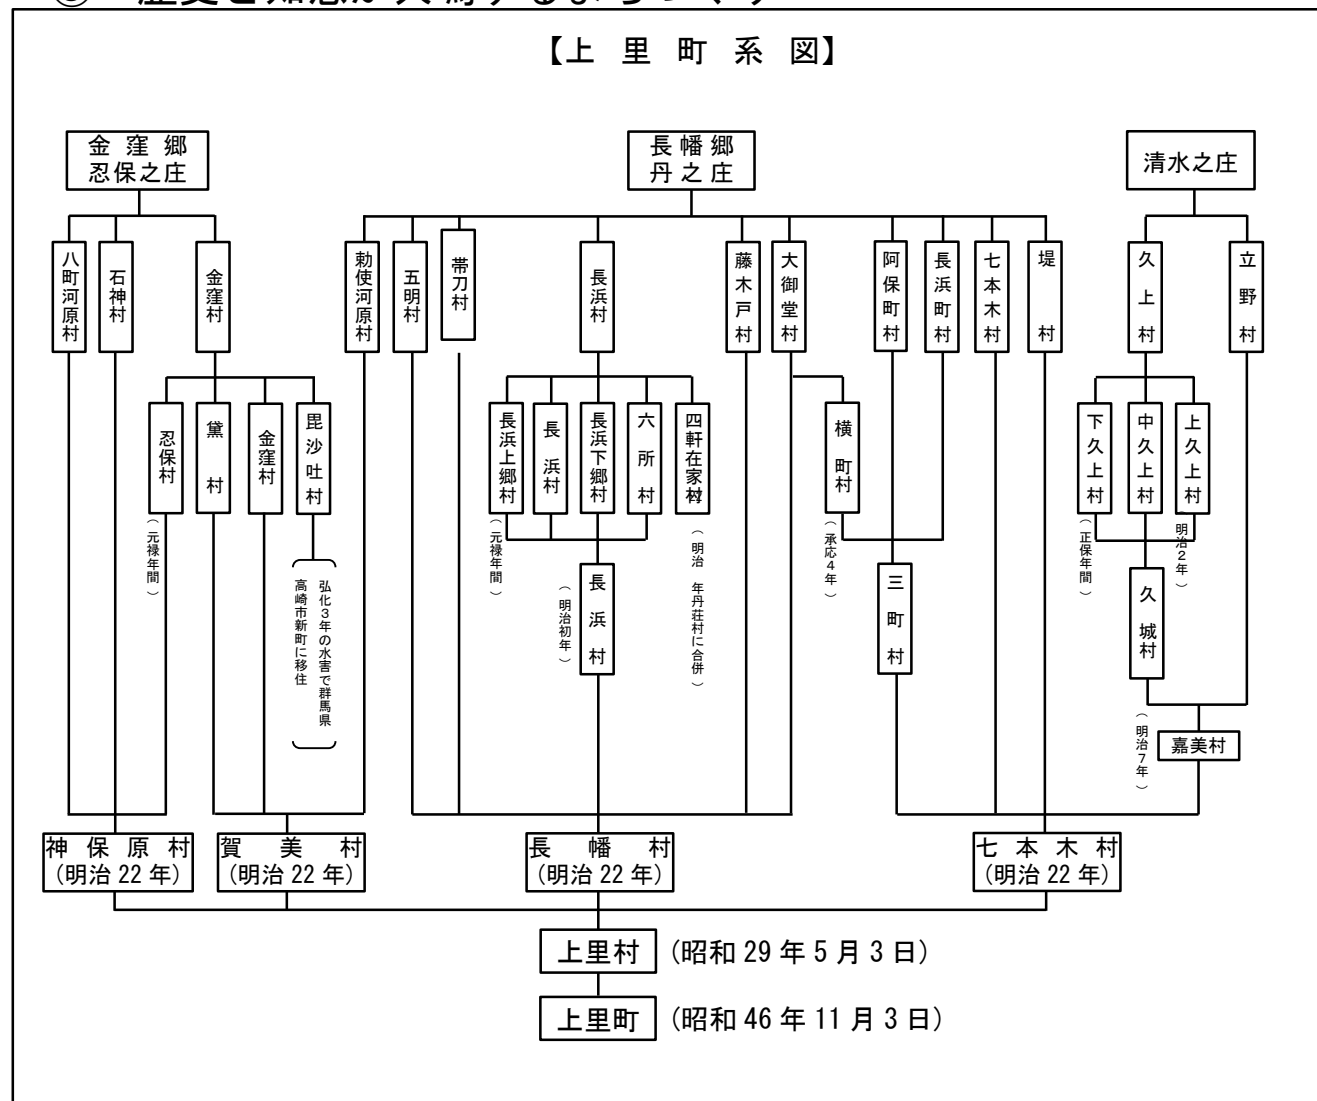 【上里町系図】
金窪郷
忍保之庄
長幡郷
丹之庄
清水之庄
八町河原村
石神村
金窪村
勅使河原村
五明村
帯刀村
長浜村
藤木戸村
大御堂村
阿保町村
長浜町村
七本木村
堤村
久上村
立野村
忍保村
黛村
金窪村
毘沙吐村
長浜上郷村
長浜村
長浜下郷村
六所村
四軒在家村
横町村
下久上村
中久上村
上久上村
(元禄年間)
弘化3年の水害で群馬県
高崎市新町に移住
(元禄年間)
(明治初年)
長浜村
(明治 年丹荘村に合併)
(承応4年)
三町村
(正保年間)
(明治2年)
久城村
(明治7年)
嘉美村
神保原村
(明治22年)
賀美村
(明治22年)
長幡村
(明治22年)
七本木村
(明治22年)
上里村 (昭和29年5月3日)
上里町 (昭和46年11月3日)